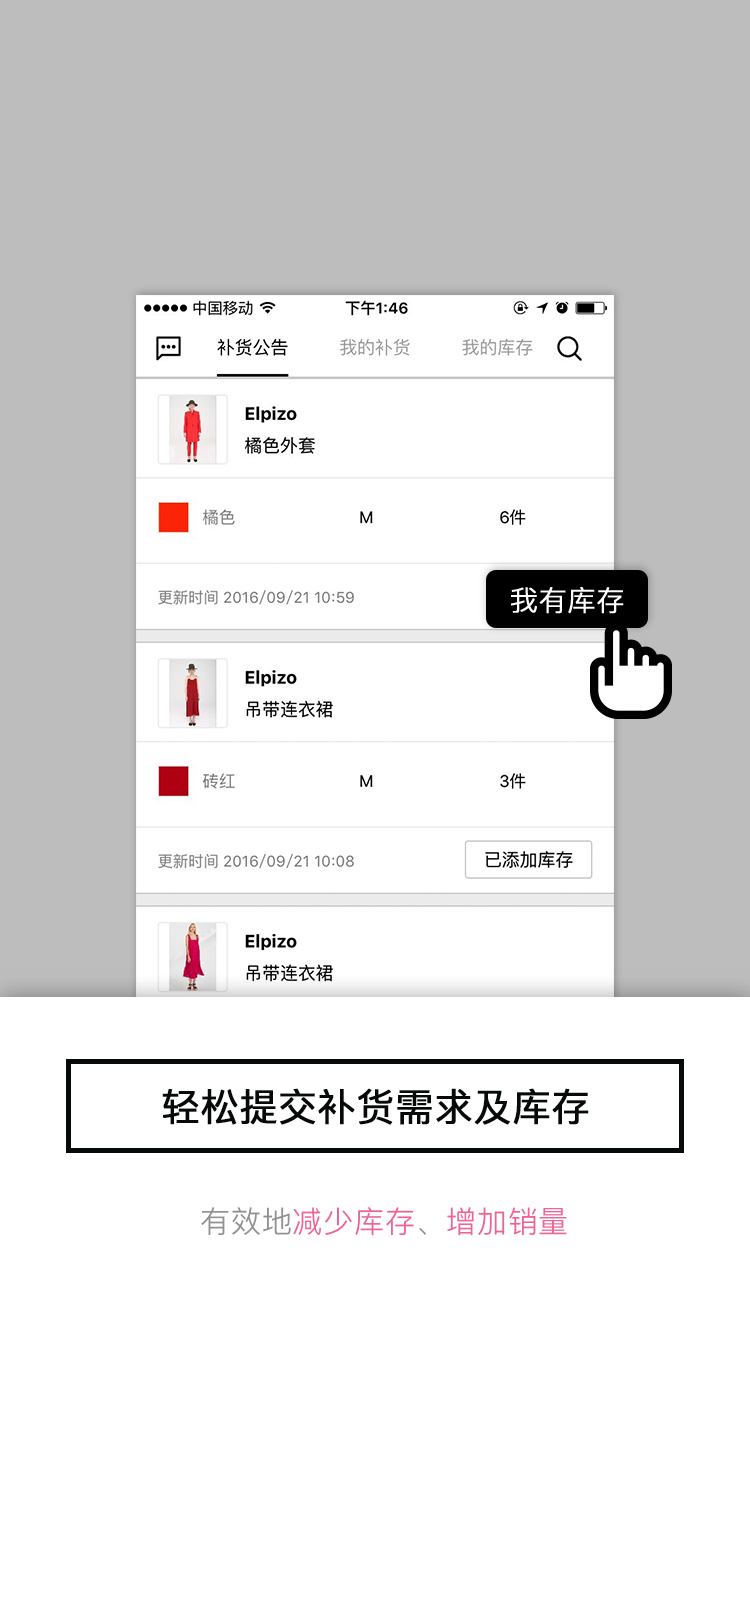 中国移动 下午1:46
补货公告 我的补货 我的库存
Elpizo
橘色外套
橘色 M 6件
更新时间 2016/09/21 10:59
我有库存
Elpizo
吊带连衣裙
砖红 M 3件
更新时间 2016/09/21 10:08 已添加库存
Elpizo
吊带连衣裙
轻松提交补货需求及库存
有效地减少库存、增加销量